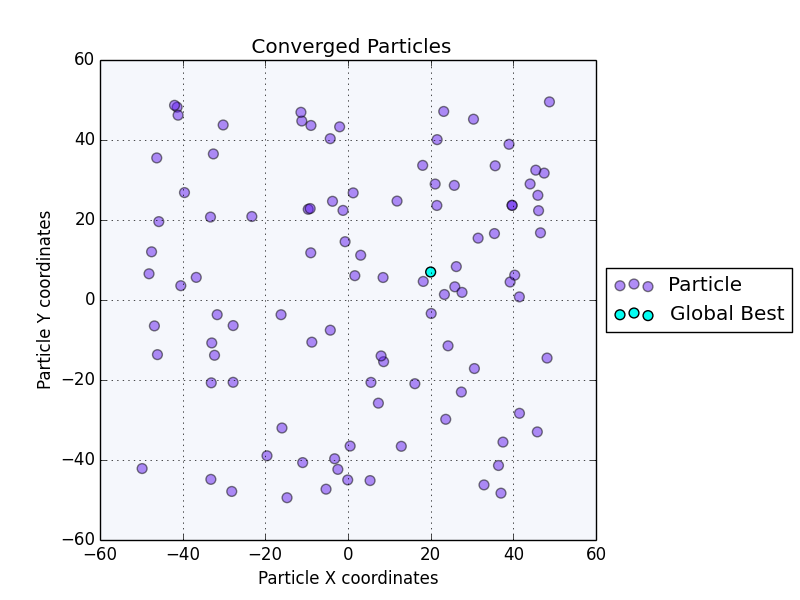 Converged Particles
60
40
20
0
−20
−40
−60
−60 −40 −20 0 20 40 60
Particle Y coordinates
Particle X coordinates
Particle
Global Best